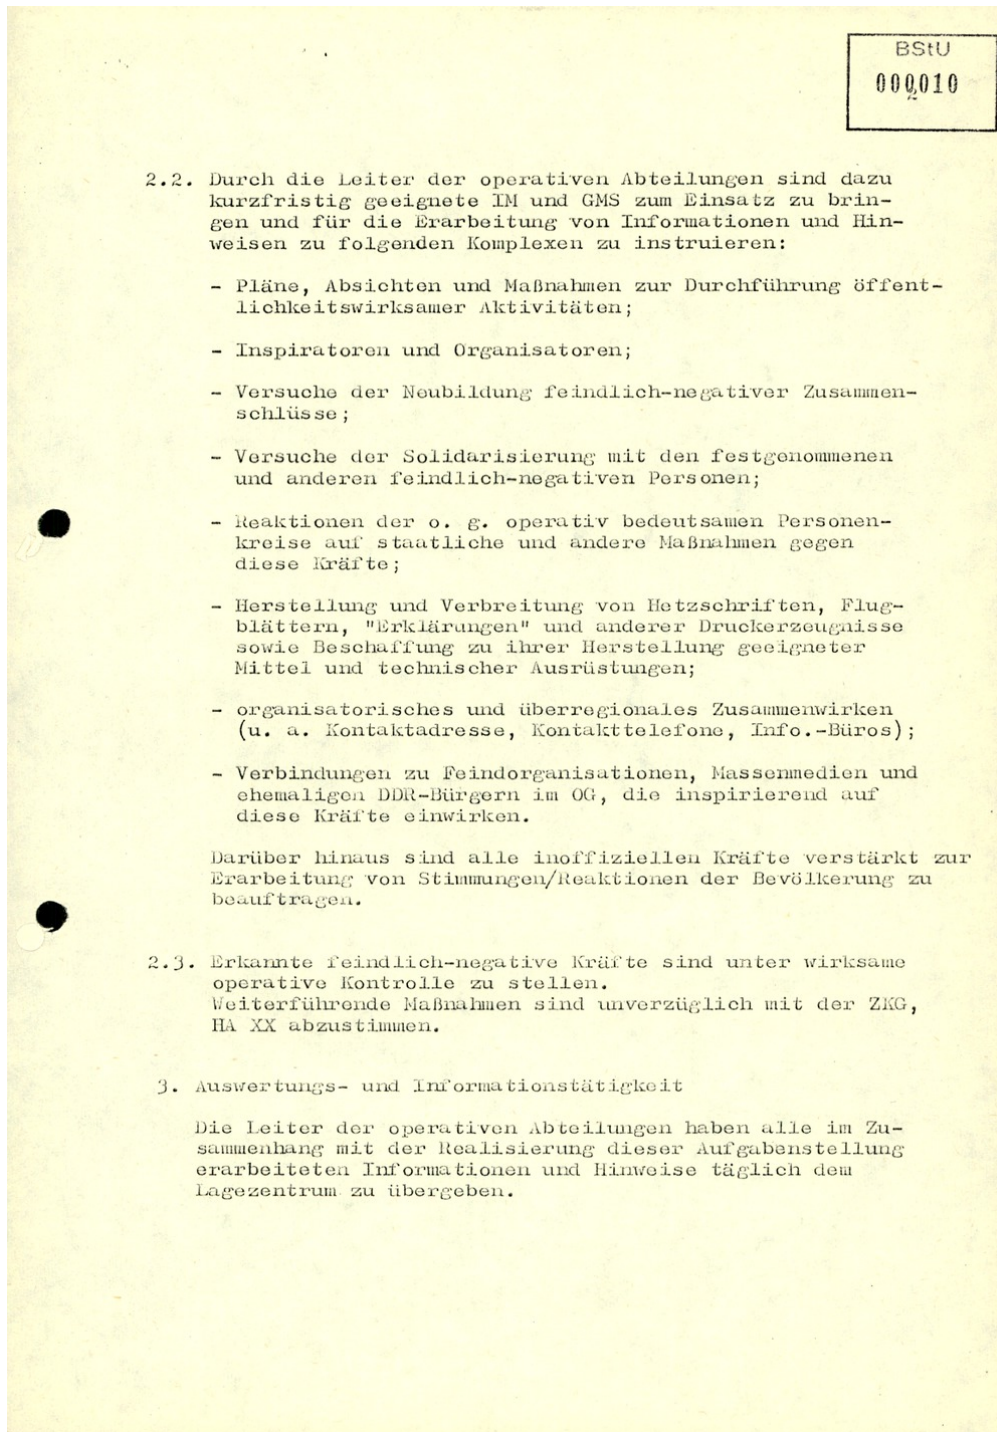 BStU
000010
2.2. Durch die Leiter der operativen Abteilungen sind dazu
kurzfristig geeignete IM und GMS zum Einsatz zu brin-
gen und für die Erarbeitung von Informationen und Hin-
weisen zu folgenden Komplexen zu instruieren:
- Pläne, Absichten und Maßnahmen zur Durchführung öffent-
lichkeitswirksamer Aktivitäten;
- Inspiratoren und Organisatoren;
- Versuche der Neubildung feindlich-negativer Zusammen-
schlüsse;
- Versuche der Solidarisierung mit den festgenommenen
und anderen feindlich-negativen Personen;
- Reaktionen der o. g. operativ bedeutsamen Personen-
kreise auf staatliche und andere Maßnahmen gegen
diese Kräfte;
- Herstellung und Verbreitung von Hetzschriften, Flug-
blättern, "Erklärungen" und anderer Druckerzeugnisse
sowie Beschaffung zu ihrer Herstellung geeigneter
Mittel und technischer Ausrüstungen;
- organisatorisches und überregionales Zusammenwirken
(u. a. Kontaktadresse, Kontakttelefone, Info.-Büros);
- Verbindungen zu Feindorganisationen, Massenmedien und
ehemaligen DDR-Bürgern im OG, die inspirierend auf
diese Kräfte einwirken.
Darüber hinaus sind alle inoffiziellen Kräfte verstärkt zur
Erarbeitung von Stimmungen/Reaktionen der Bevölkerung zu
beauftragen.
2.3. Erkannte feindlich-negative Kräfte sind unter wirksame
operative Kontrolle zu stellen.
Weiterführende Maßnahmen sind unverzüglich mit der ZKG,
HA XX abzustimmen.
3. Auswertungs- und Informationstätigkeit
Die Leiter der operativen Abteilungen haben alle im Zu-
sammenhang mit der Realisierung dieser Aufgabenstellung
erarbeiteten Informationen und Hinweise täglich dem
Lagezentrum zu übergeben.